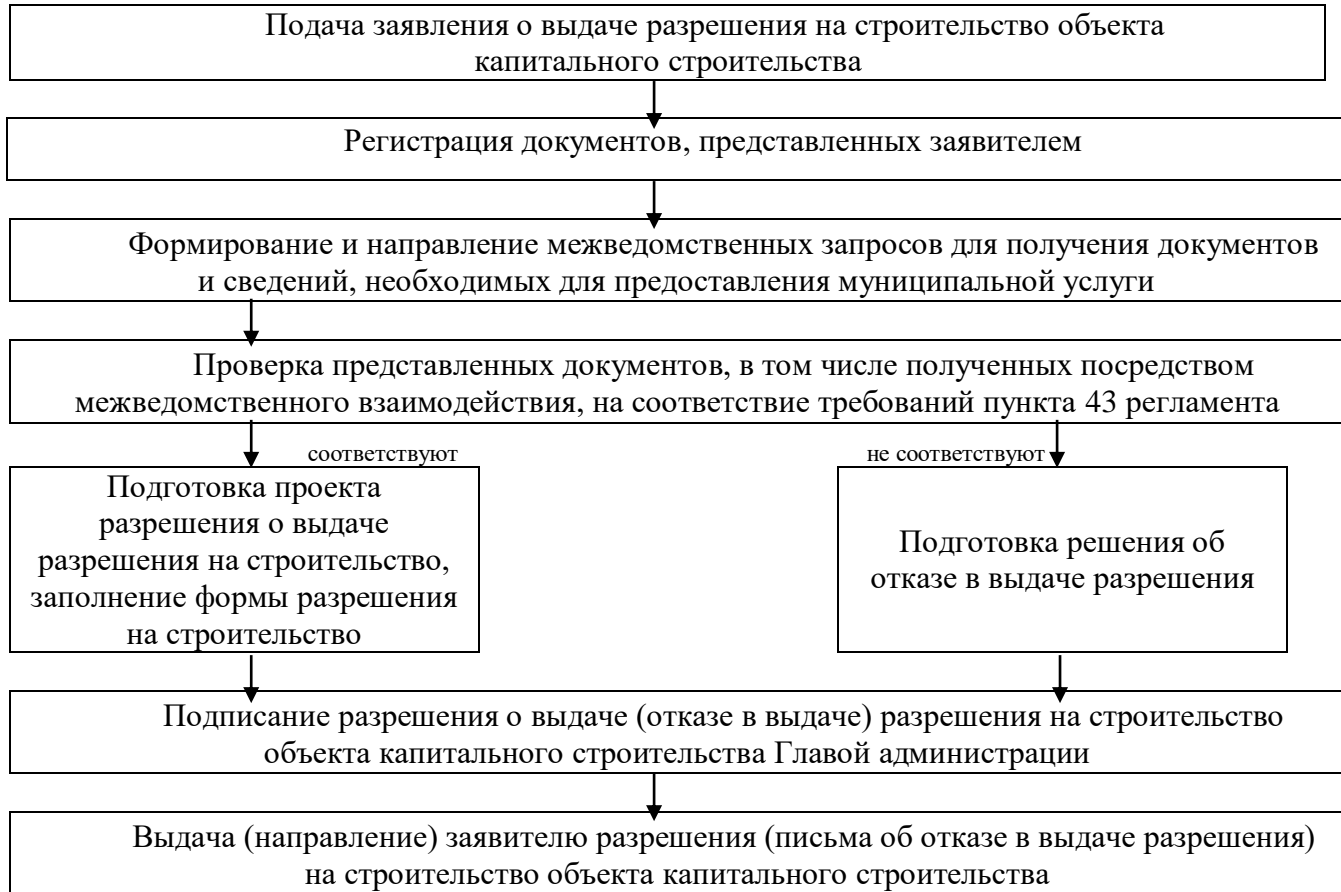 Подача заявления о выдаче разрешения на строительство объекта
капитального строительства
Регистрация документов, представленных заявителем
Формирование и направление межведомственных запросов для получения документов
и сведений, необходимых для предоставления муниципальной услуги
Проверка представленных документов, в том числе полученных посредством
межведомственного взаимодействия, на соответствие требований пункта 43 регламента
соответствуют
не соответствуют
Подготовка проекта
разрешения о выдаче
разрешения на строительство,
заполнение формы разрешения
на строительство
Подготовка решения об
отказе в выдаче разрешения
Подписание разрешения о выдаче (отказе в выдаче) разрешения на строительство
объекта капитального строительства Главой администрации
Выдача (направление) заявителю разрешения (письма об отказе в выдаче разрешения)
на строительство объекта капитального строительства